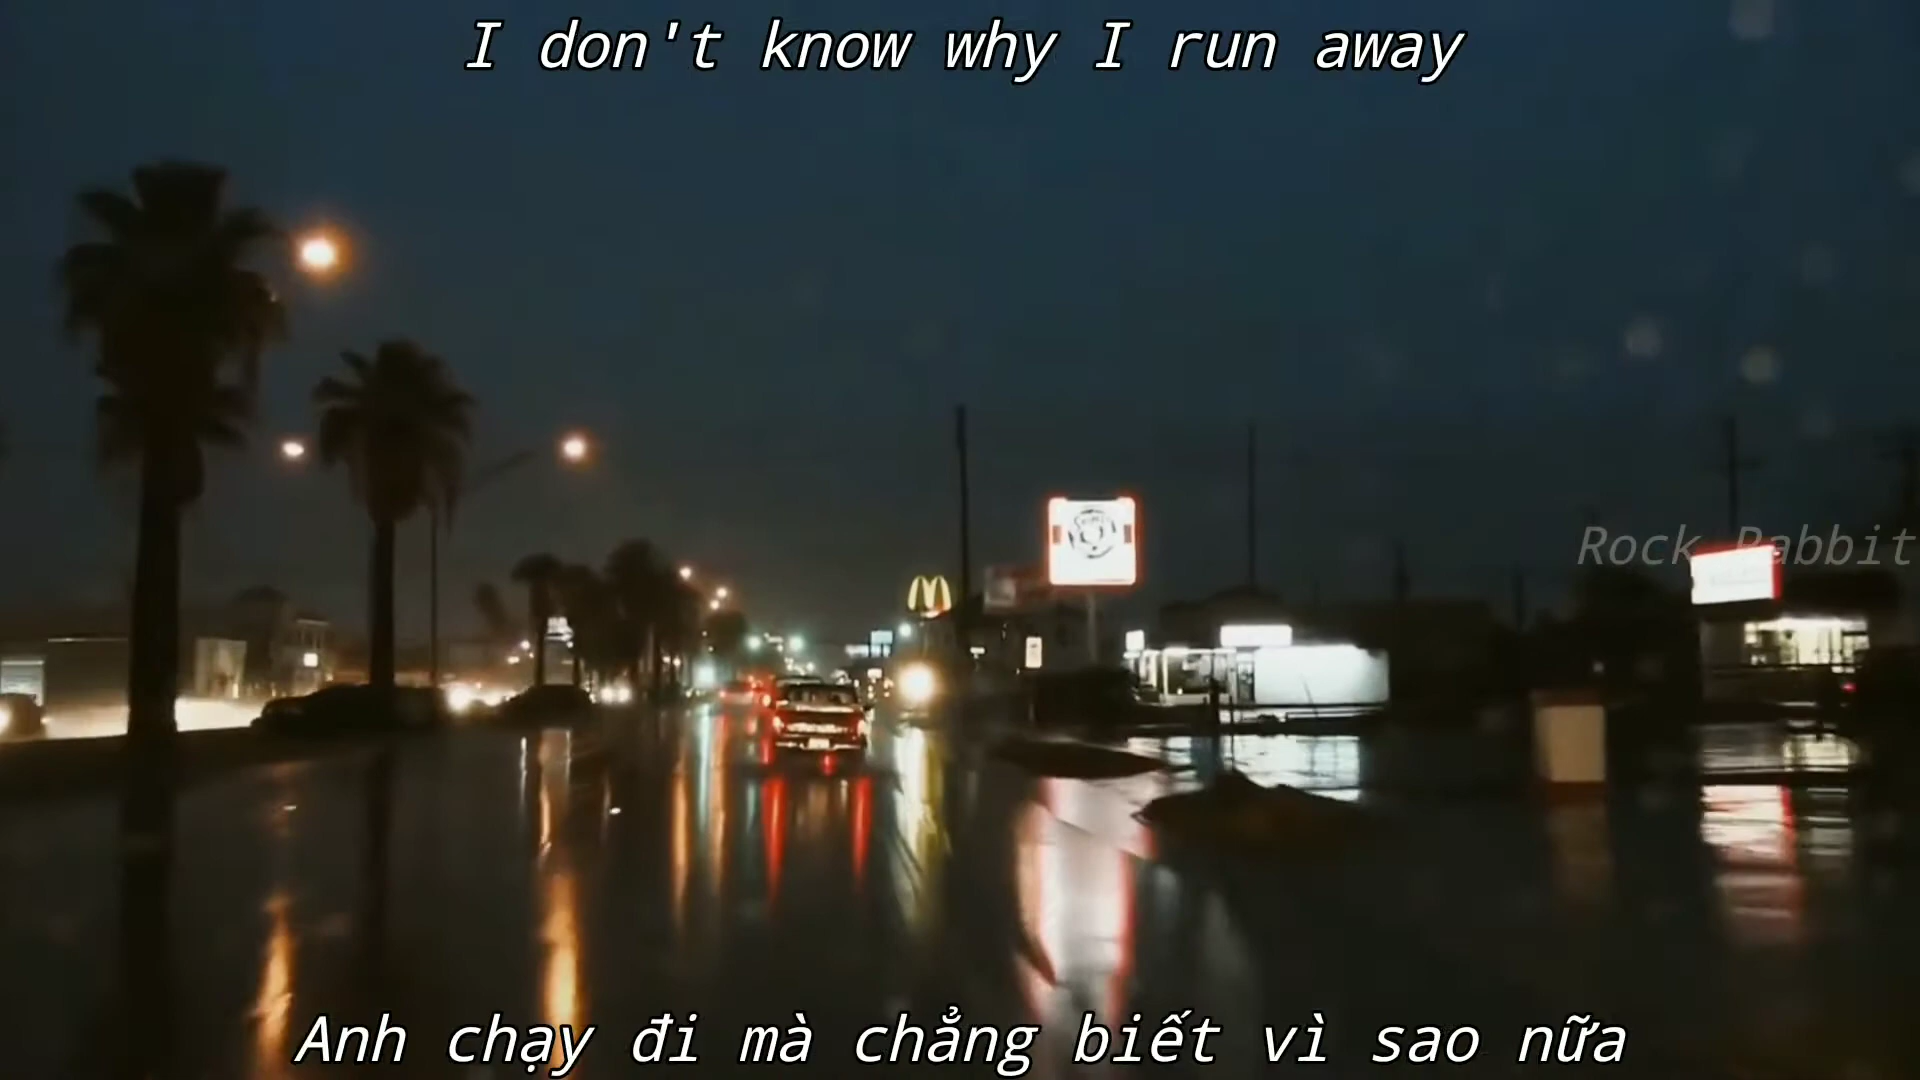 I don't know why I run away
Rock Rabbit
Anh chạy đi mà chẳng biết vì sao nữa